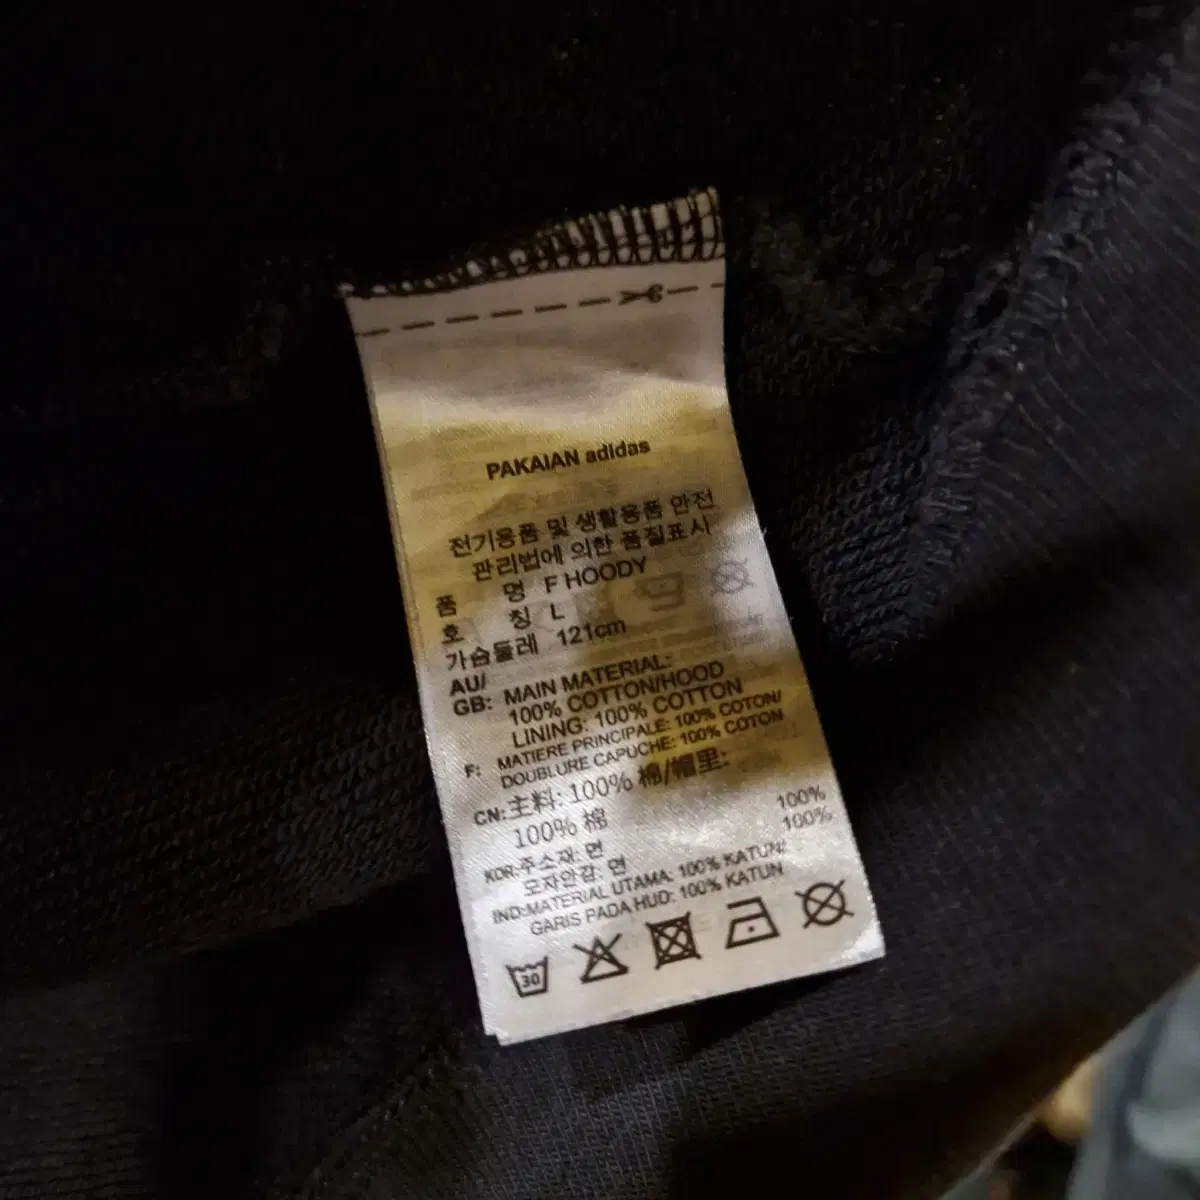 PAKAIAN adidas
전기용품 및 생활용품 안전
관리법에 의한 품질표시
품 명 F HOODY
호 칭 L
가슴둘레 121cm
AU/
GB: MAIN MATERIAL:
100% COTTON/HOOD
LINING: 100% COTTON
F: MATIERE PRINCIPALE: 100% COTON/
DOUBLURE CAPUCHE: 100% COTON
CN: 主料: 100% 棉/帽里:
100% 棉
KOR: 주소재: 면 100%
모자안감: 면 100%
IND: MATERIAL UTAMA: 100% KATUN/
GARIS PADA HUD: 100% KATUN
30